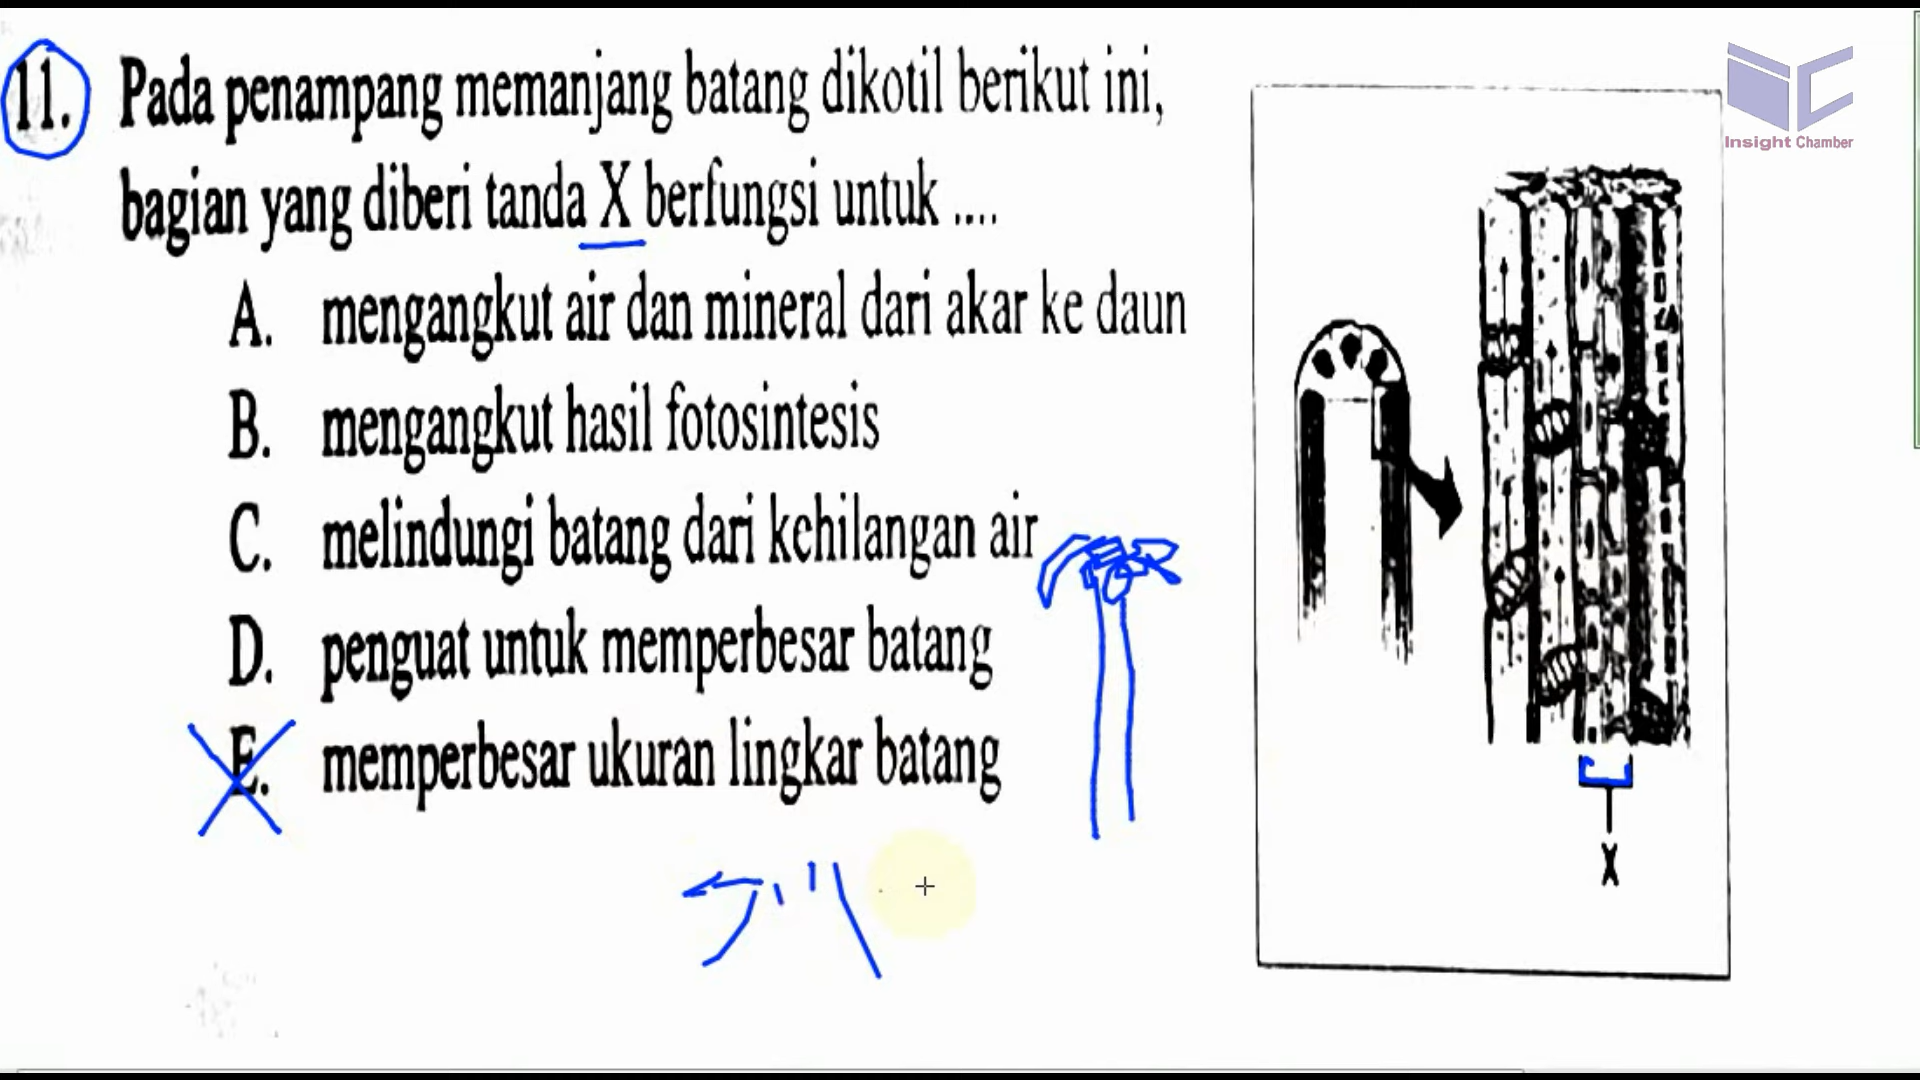 Insight Chamber
11. Pada penampang memanjang batang dikotil berikut ini,
bagian yang diberi tanda X berfungsi untuk ....
A. mengangkut air dan mineral dari akar ke daun
B. mengangkut hasil fotosintesis
C. melindungi batang dari kehilangan air
D. penguat untuk memperbesar batang
E. memperbesar ukuran lingkar batang
X